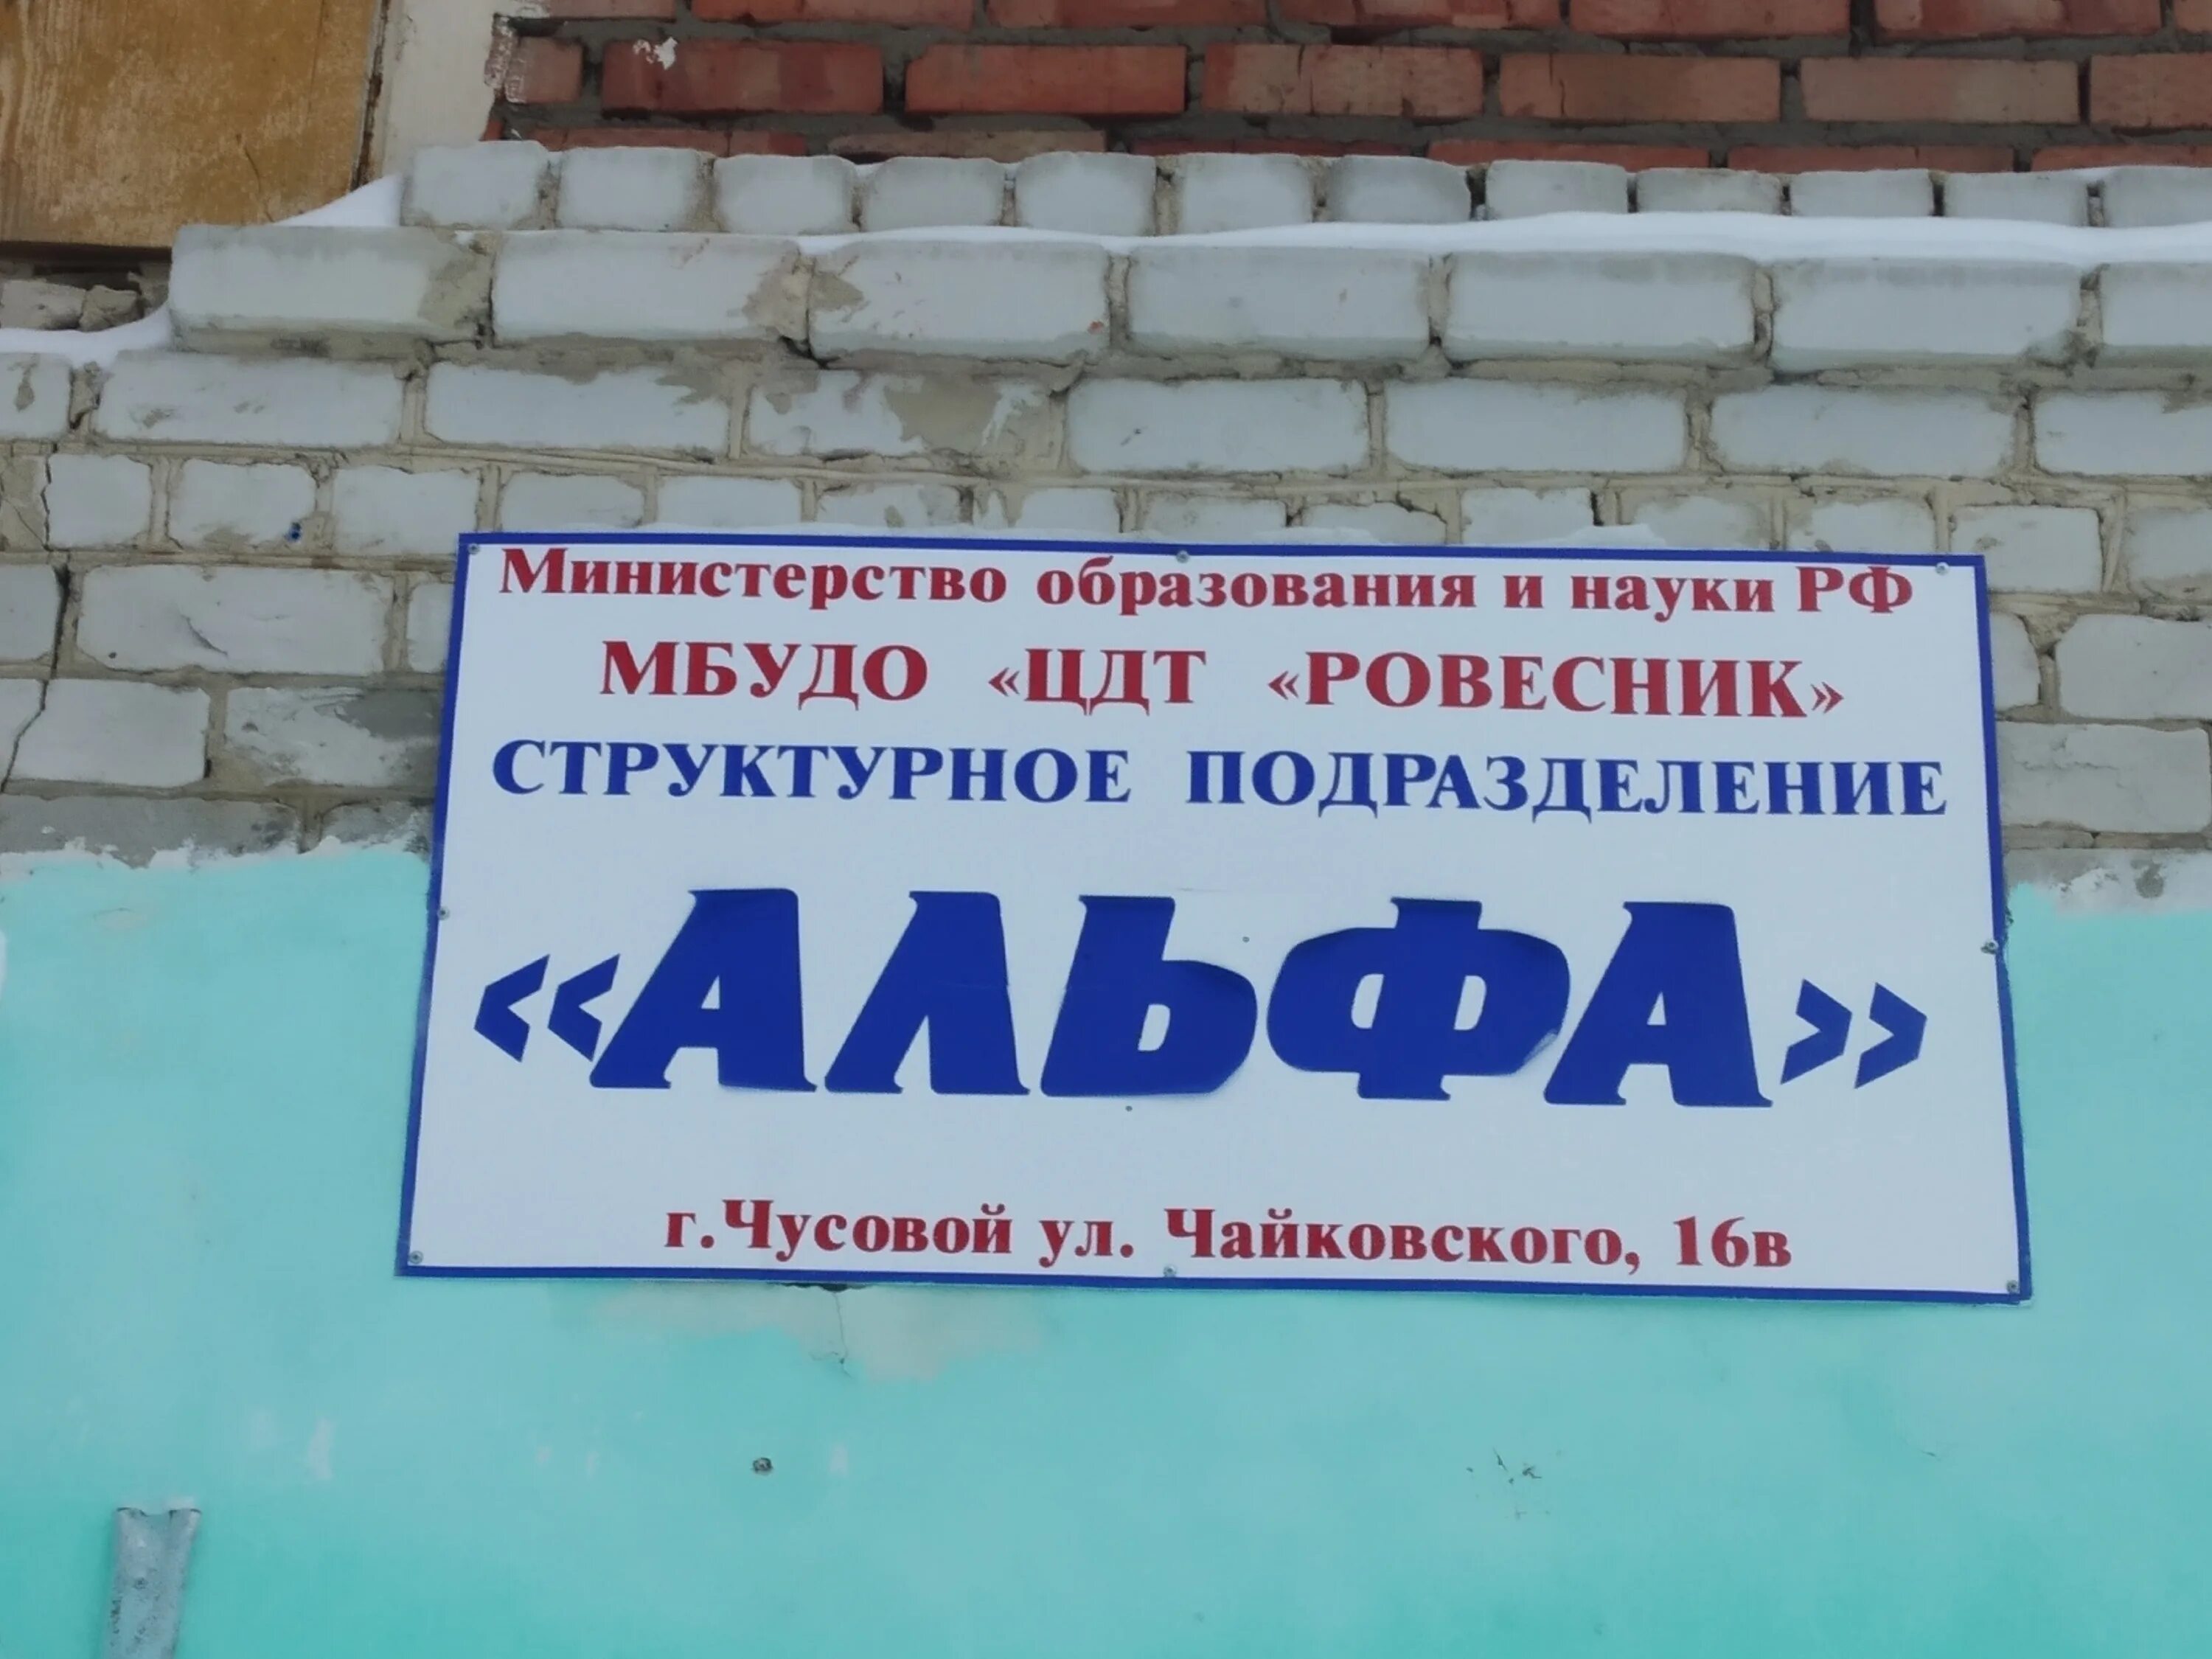 Министерство образования и науки РФ
МБУДО «ЦДТ «РОВЕСНИК»
СТРУКТУРНОЕ ПОДРАЗДЕЛЕНИЕ
«АЛЬФА»
г.Чусовой ул. Чайковского, 16в